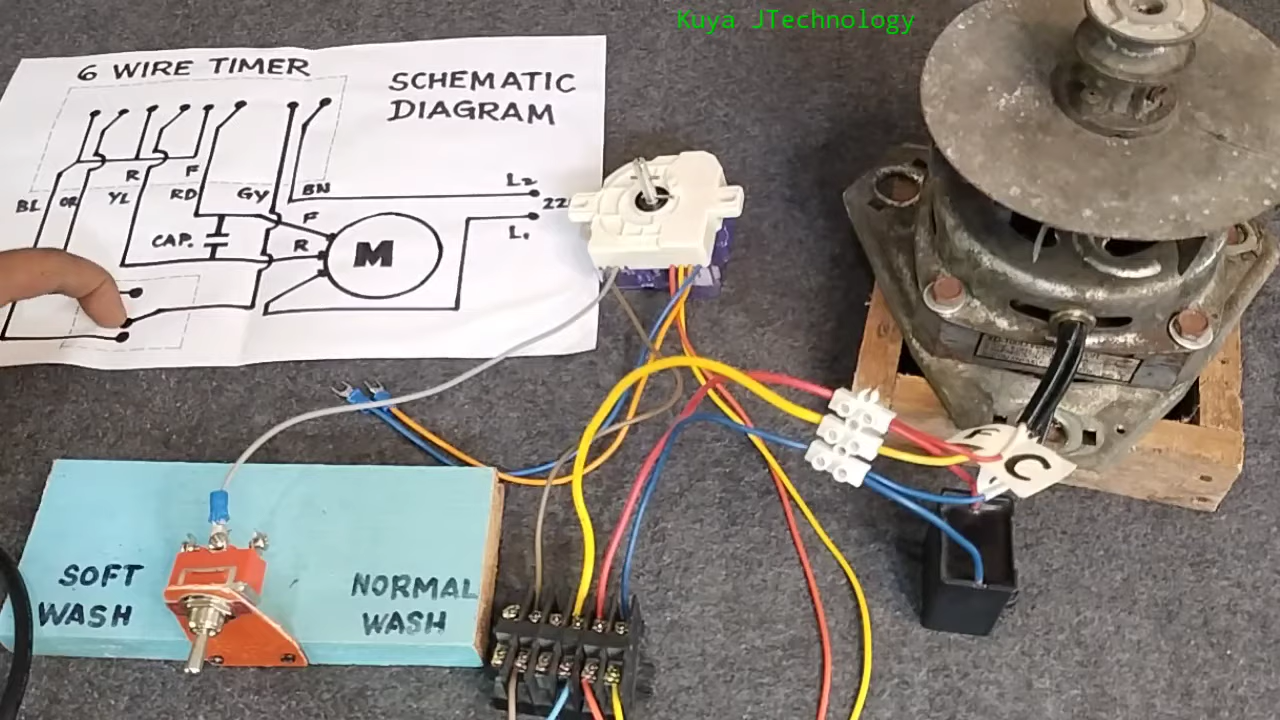 Kuya JTechnology
6 WIRE TIMER
SCHEMATIC
DIAGRAM
R
F
BL
OR
YL
RD
GY
BN
L2
22
L1
CAP.
F
R
M
C
SOFT
WASH
NORMAL
WASH